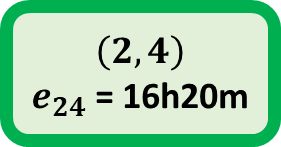 (2,4)
e₂₄ = 16h20m